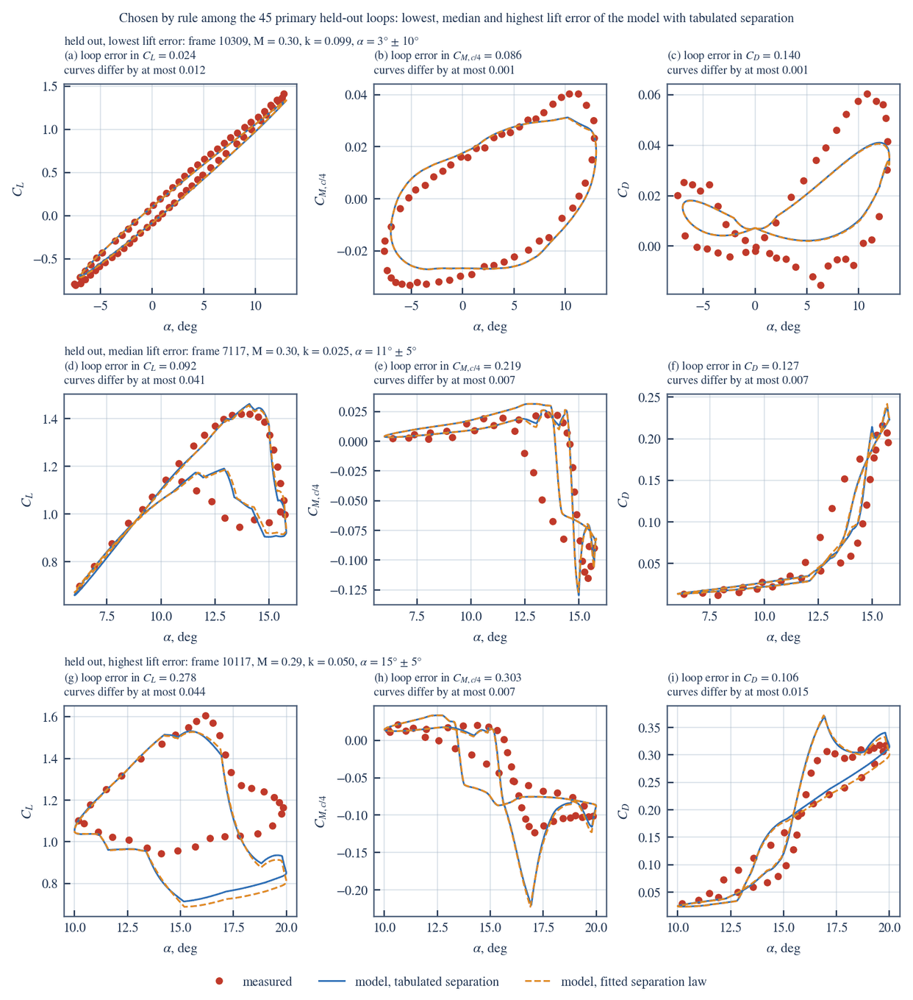 Chosen by rule among the 45 primary held-out loops: lowest, median and highest lift error of the model with tabulated separation
held out, lowest lift error: frame 10309, M = 0.30, k = 0.099, α = 3° ± 10°
(a) loop error in C_L = 0.024
curves differ by at most 0.012
(b) loop error in C_{M,c/4} = 0.086
curves differ by at most 0.001
(c) loop error in C_D = 0.140
curves differ by at most 0.001
1.5
1.0
0.5
0.0
−0.5
C_L
−5
0
5
10
α, deg
0.04
0.02
0.00
−0.02
C_{M,c/4}
−5
0
5
10
α, deg
0.06
0.04
0.02
0.00
C_D
−5
0
5
10
α, deg
held out, median lift error: frame 7117, M = 0.30, k = 0.025, α = 11° ± 5°
(d) loop error in C_L = 0.092
curves differ by at most 0.041
(e) loop error in C_{M,c/4} = 0.219
curves differ by at most 0.007
(f) loop error in C_D = 0.127
curves differ by at most 0.007
1.4
1.2
1.0
0.8
C_L
7.5
10.0
12.5
15.0
α, deg
0.025
0.000
−0.025
−0.050
−0.075
−0.100
−0.125
C_{M,c/4}
7.5
10.0
12.5
15.0
α, deg
0.25
0.20
0.15
0.10
0.05
C_D
7.5
10.0
12.5
15.0
α, deg
held out, highest lift error: frame 10117, M = 0.29, k = 0.050, α = 15° ± 5°
(g) loop error in C_L = 0.278
curves differ by at most 0.044
(h) loop error in C_{M,c/4} = 0.303
curves differ by at most 0.007
(i) loop error in C_D = 0.106
curves differ by at most 0.015
1.6
1.4
1.2
1.0
0.8
C_L
10.0
12.5
15.0
17.5
20.0
α, deg
0.00
−0.05
−0.10
−0.15
−0.20
C_{M,c/4}
10.0
12.5
15.0
17.5
20.0
α, deg
0.35
0.30
0.25
0.20
0.15
0.10
0.05
C_D
10.0
12.5
15.0
17.5
20.0
α, deg
measured
model, tabulated separation
model, fitted separation law